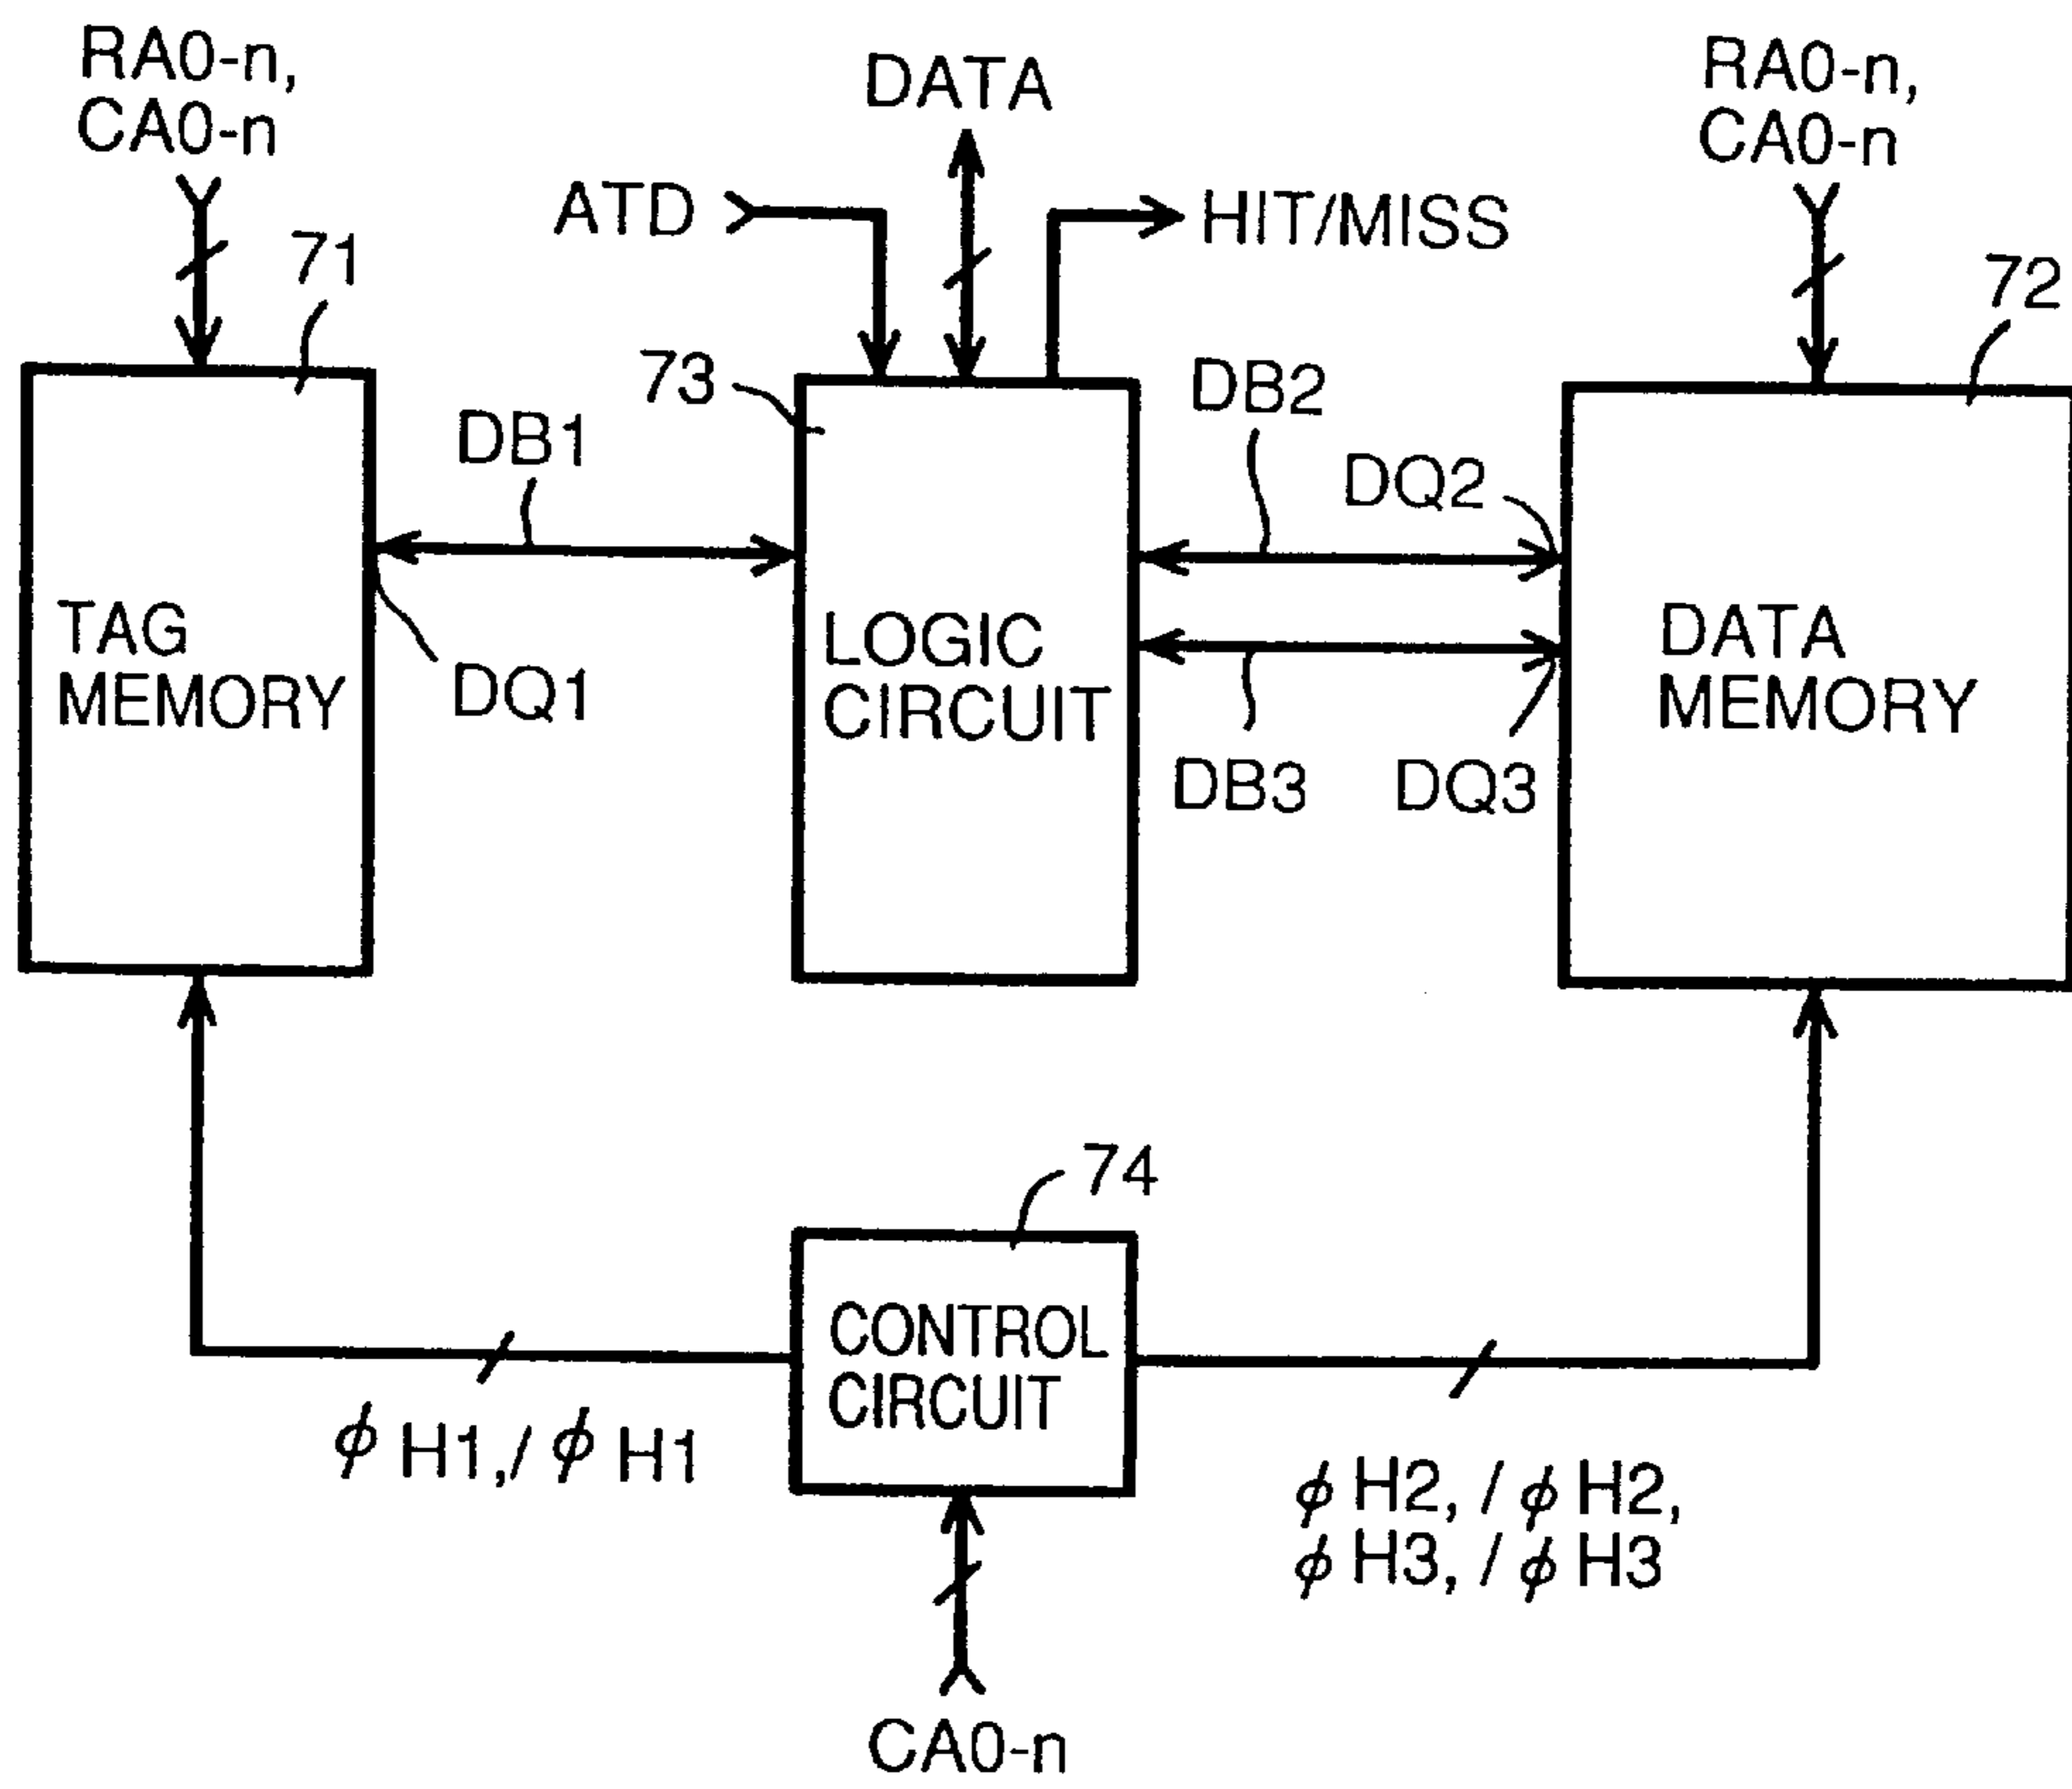 RA0-n,
CA0-n
DATA
RA0-n,
CA0-n
ATD
HIT/MISS
71
72
73
DB1
DB2
DQ2
TAG
MEMORY
DQ1
LOGIC
CIRCUIT
DATA
MEMORY
DB3
DQ3
74
CONTROL
CIRCUIT
ϕ H1,/ ϕ H1
ϕ H2, / ϕ H2,
ϕ H3, / ϕ H3
CA0-n